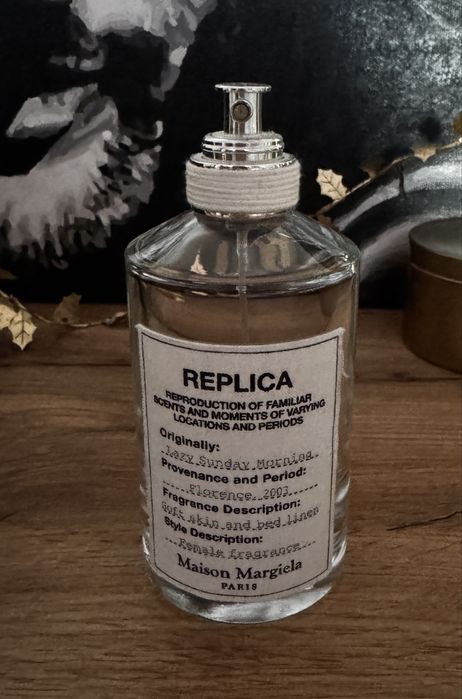 REPLICA
REPRODUCTION OF FAMILIAR
SCENTS AND MOMENTS OF VARYING
LOCATIONS AND PERIODS
Originally:
Lazy Sunday Morning
Provenance and Period:
Florence, 2003
Fragrance Description:
Soft skin and bed linen
Style Description:
Female fragrance
Maison Margiela
PARIS